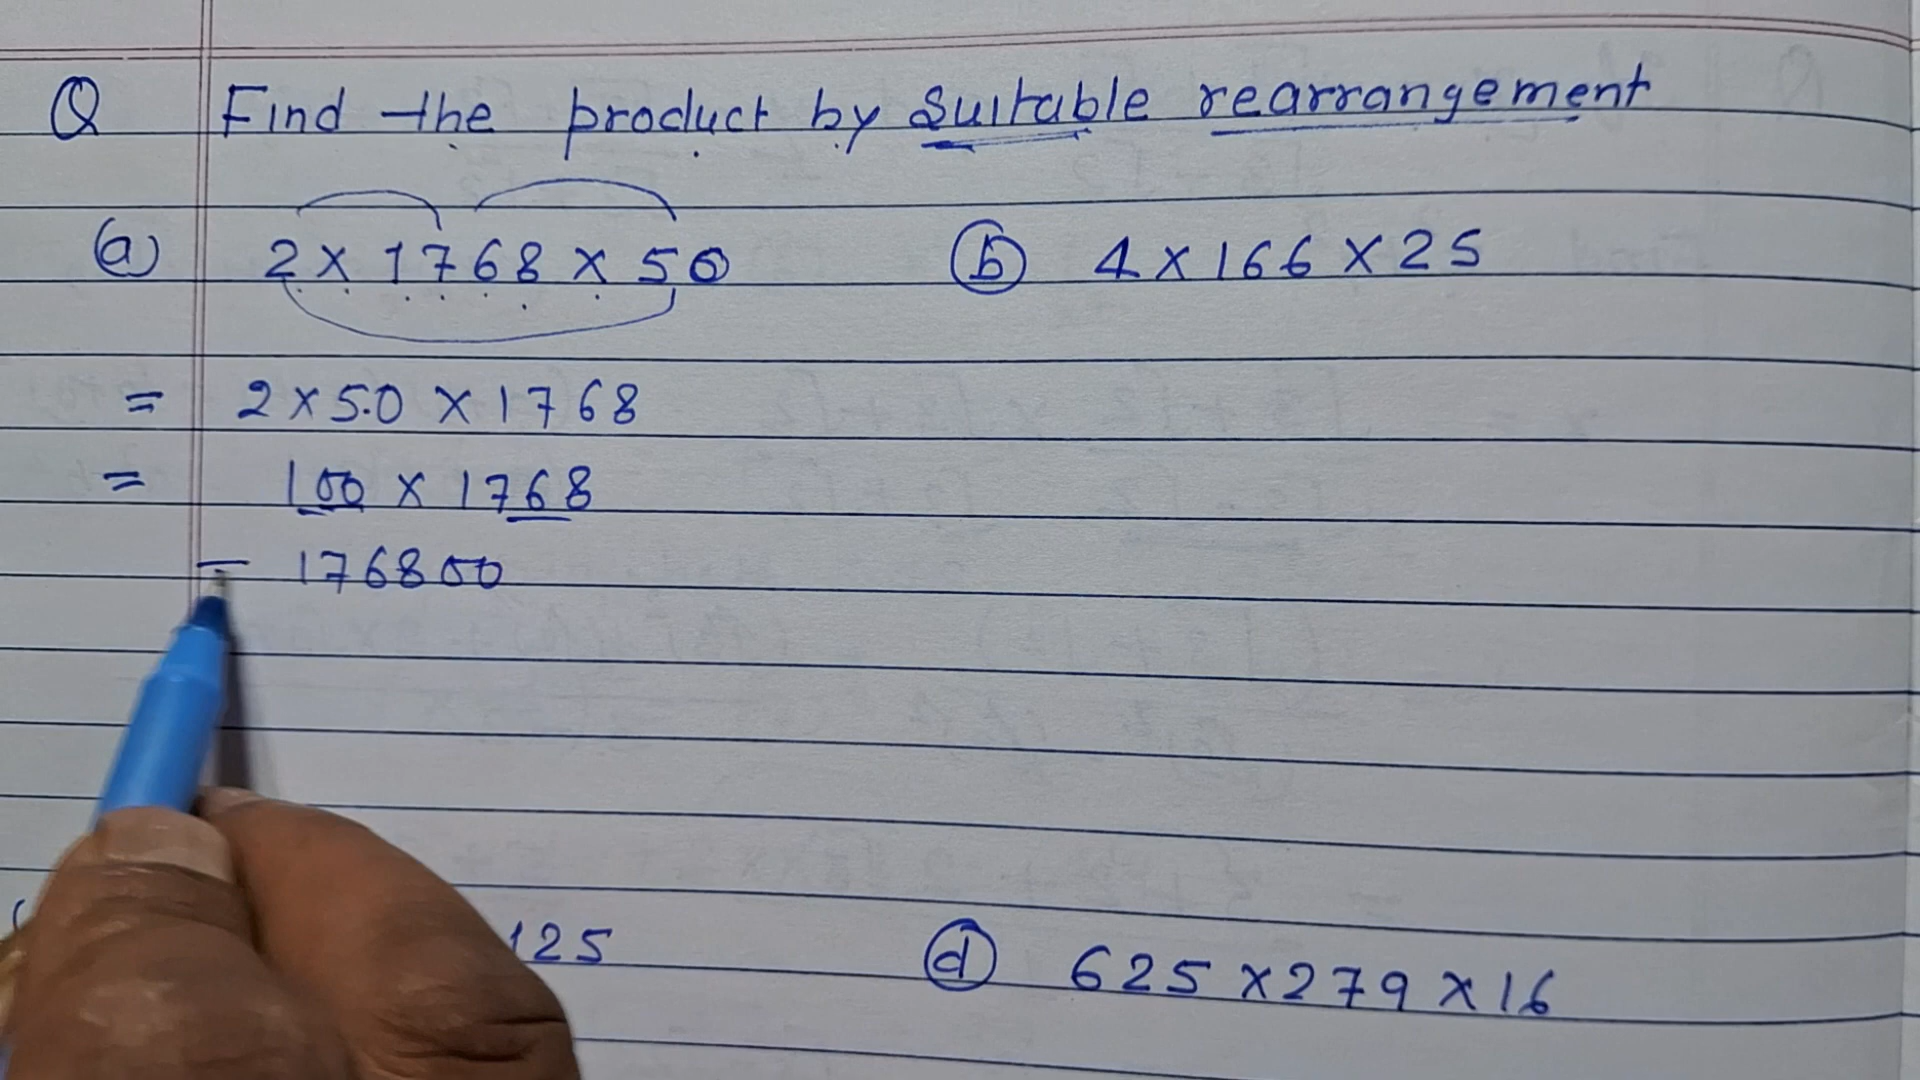 Q Find the product by suitable rearrangement
(a) 2 × 1768 × 50 (b) 4 × 166 × 25
= 2 × 50 × 1768
= 100 × 1768
= 176800
125 (d) 625 × 279 × 16